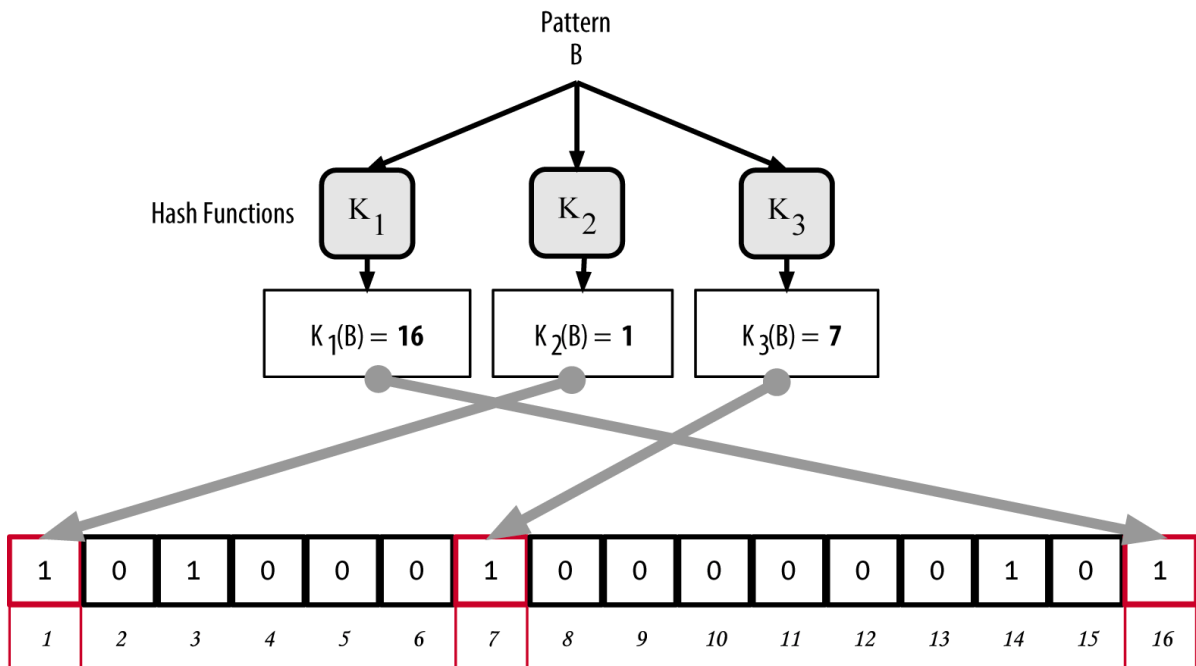 Pattern
B
Hash Functions K1 K2 K3
K1(B) = 16 K2(B) = 1 K3(B) = 7
1 0 1 0 0 0 1 0 0 0 0 0 0 1 0 1
1 2 3 4 5 6 7 8 9 10 11 12 13 14 15 16